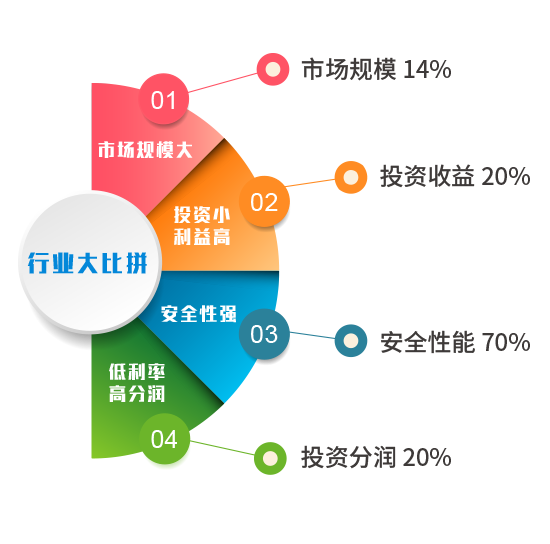 01
市场规模 14%
市场规模大
投资收益 20%
02
投资小
利益高
行业大比拼
安全性强
03
安全性能 70%
低利率
高分润
04
投资分润 20%